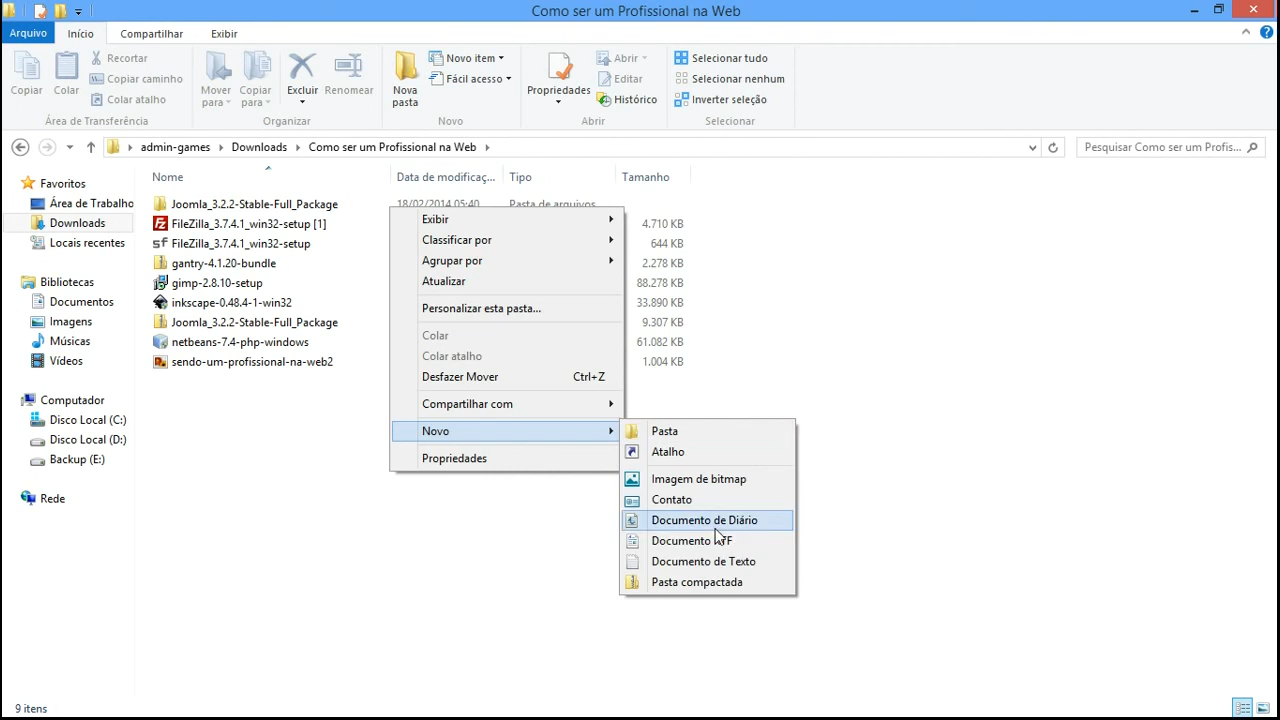 Como ser um Profissional na Web
Arquivo Início Compartilhar Exibir
Copiar
Colar
Recortar
Copiar caminho
Colar atalho
Área de Transferência
Mover para
Copiar para
Excluir
Renomear
Organizar
Nova pasta
Novo item
Fácil acesso
Novo
Propriedades
Abrir
Editar
Histórico
Abrir
Selecionar tudo
Selecionar nenhum
Inverter seleção
Selecionar
admin-games Downloads Como ser um Profissional na Web
Pesquisar Como ser um Profis...
Favoritos
Área de Trabalho
Downloads
Locais recentes
Bibliotecas
Documentos
Imagens
Músicas
Vídeos
Computador
Disco Local (C:)
Disco Local (D:)
Backup (E:)
Rede
Nome Data de modificaç... Tipo Tamanho
Joomla_3.2.2-Stable-Full_Package 18/02/2014 05:40 Pasta de arquivos
FileZilla_3.7.4.1_win32-setup [1] 4.710 KB
FileZilla_3.7.4.1_win32-setup 644 KB
gantry-4.1.20-bundle 2.278 KB
gimp-2.8.10-setup 88.278 KB
inkscape-0.48.4-1-win32 33.890 KB
Joomla_3.2.2-Stable-Full_Package 9.307 KB
netbeans-7.4-php-windows 61.082 KB
sendo-um-profissional-na-web2 1.004 KB
Exibir
Classificar por
Agrupar por
Atualizar
Personalizar esta pasta...
Colar
Colar atalho
Desfazer Mover Ctrl+Z
Compartilhar com
Novo
Propriedades
Pasta
Atalho
Imagem de bitmap
Contato
Documento de Diário
Documento
Documento de Texto
Pasta compactada
9 itens